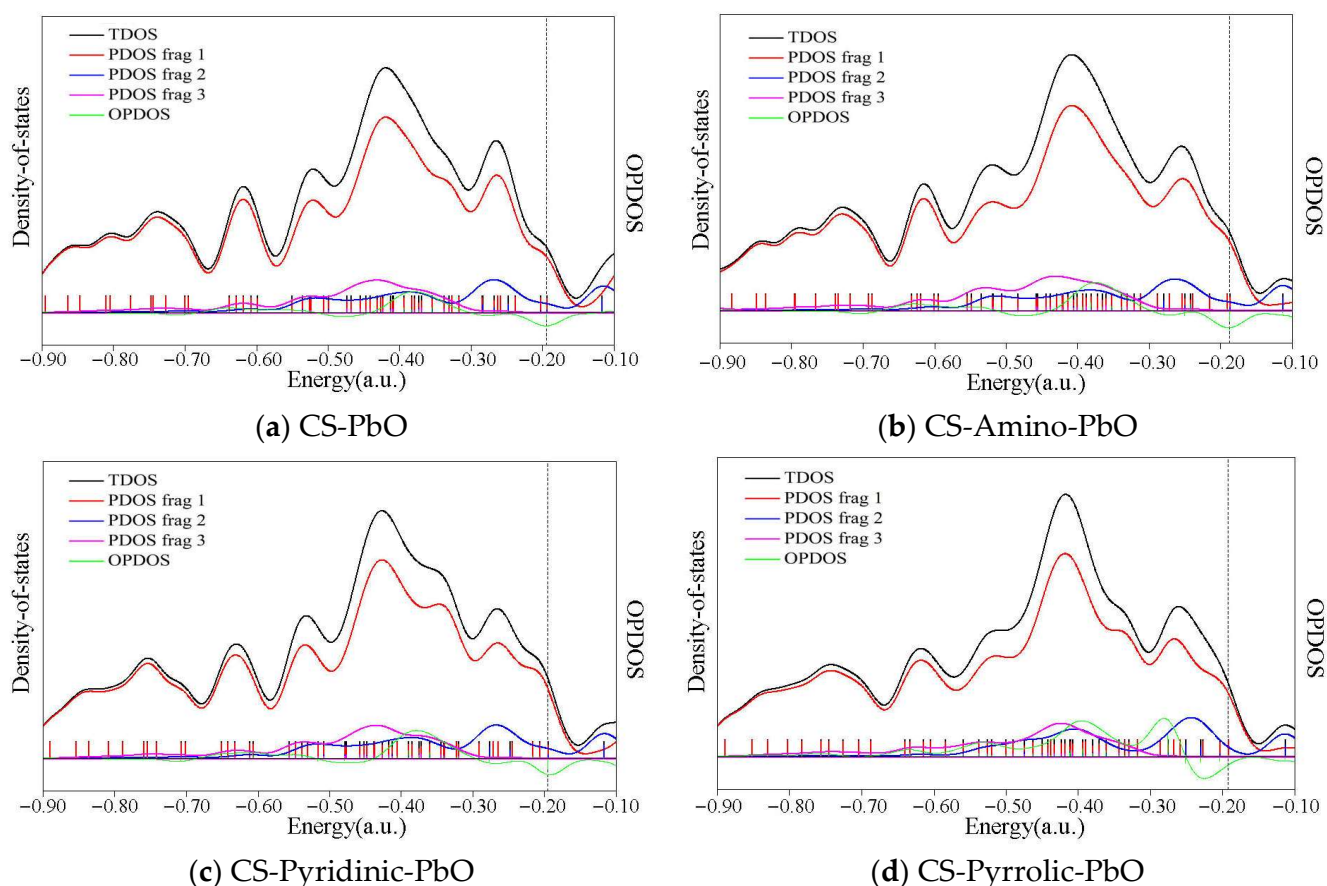 TDOS
PDOS frag 1
PDOS frag 2
PDOS frag 3
OPDOS
Density-of-states
OPDOS
−0.90 −0.80 −0.70 −0.60 −0.50 −0.40 −0.30 −0.20 −0.10
Energy(a.u.)
(a) CS-PbO
TDOS
PDOS frag 1
PDOS frag 2
PDOS frag 3
OPDOS
Density-of-states
OPDOS
−0.90 −0.80 −0.70 −0.60 −0.50 −0.40 −0.30 −0.20 −0.10
Energy(a.u.)
(b) CS-Amino-PbO
TDOS
PDOS frag 1
PDOS frag 2
PDOS frag 3
OPDOS
Density-of-states
OPDOS
−0.90 −0.80 −0.70 −0.60 −0.50 −0.40 −0.30 −0.20 −0.10
Energy(a.u.)
(c) CS-Pyridinic-PbO
TDOS
PDOS frag 1
PDOS frag 2
PDOS frag 3
OPDOS
Density-of-states
OPDOS
−0.90 −0.80 −0.70 −0.60 −0.50 −0.40 −0.30 −0.20 −0.10
Energy(a.u.)
(d) CS-Pyrrolic-PbO